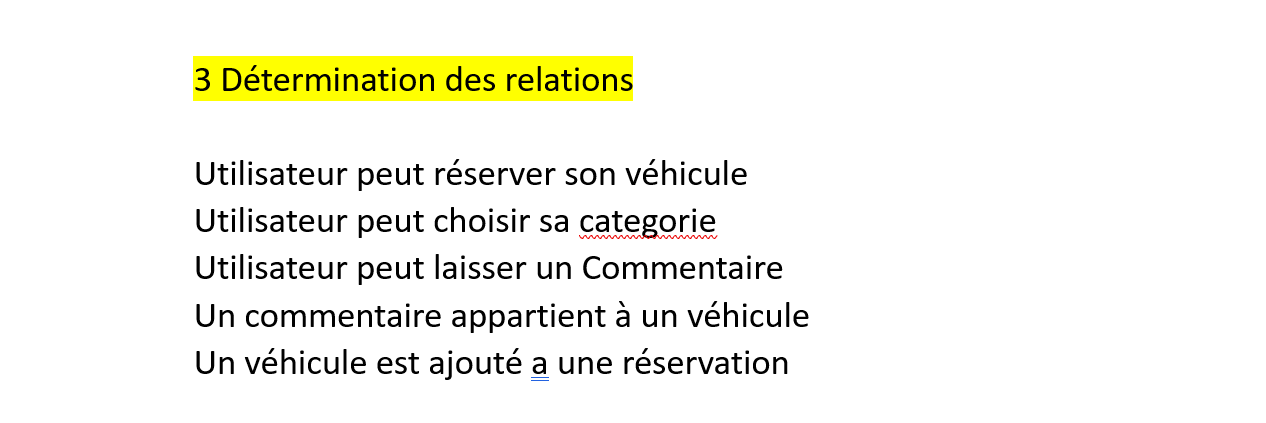 3 Détermination des relations
Utilisateur peut réserver son véhicule
Utilisateur peut choisir sa categorie
Utilisateur peut laisser un Commentaire
Un commentaire appartient à un véhicule
Un véhicule est ajouté a une réservation